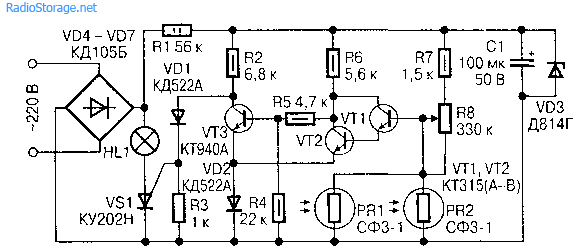 RadioStorage.net
VD4 – VD7
КД105Б
~220 В
HL1
VS1
КУ202Н
R1 56 к
VD1
КД522А
R2
6,8 к
VT3
КТ940А
VD2
КД522А
R3
1 к
R4
22 к
R5 4,7 к
R6
5,6 к
VT1
VT2
R7
1,5 к
R8
330 к
C1
100 мк
50 В
+
VD3
Д814Г
VT1, VT2
КТ315(А–В)
PR1
СФЗ-1
PR2
СФЗ-1